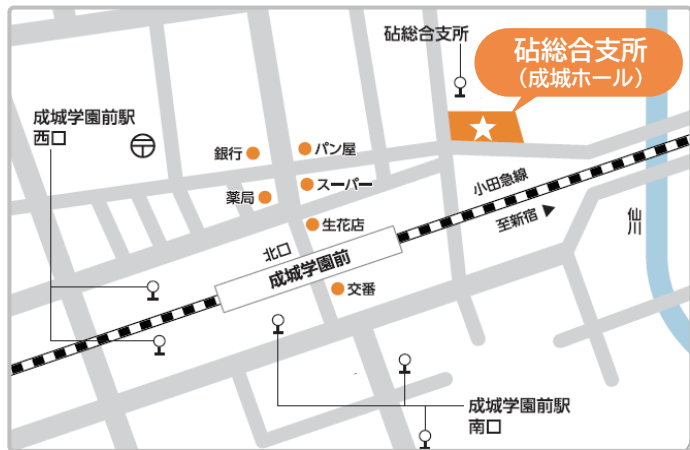 砧総合支所
砧総合支所
（成城ホール）
成城学園前駅
西口
銀行
パン屋
薬局
スーパー
生花店
小田急線
至新宿
仙川
北口
成城学園前
交番
成城学園前駅
南口